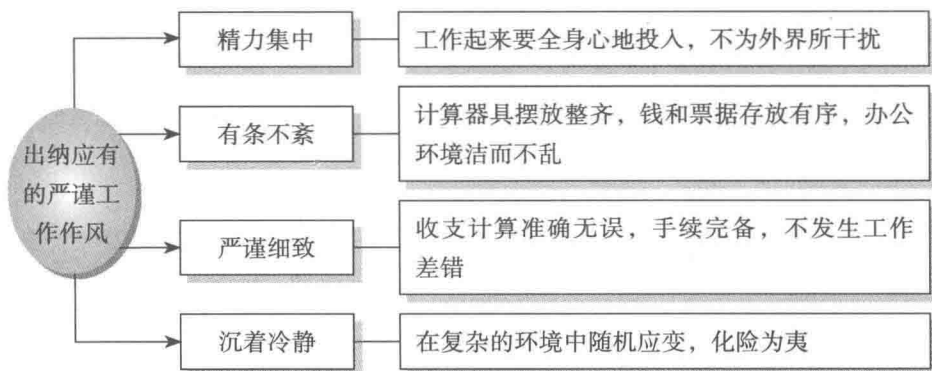 出纳应有
的严谨工
作作风
精力集中
工作起来要全身心地投入，不为外界所干扰
有条不紊
计算器具摆放整齐，钱和票据存放有序，办公
环境洁而不乱
严谨细致
收支计算准确无误，手续完备，不发生工作
差错
沉着冷静
在复杂的环境中随机应变，化险为夷